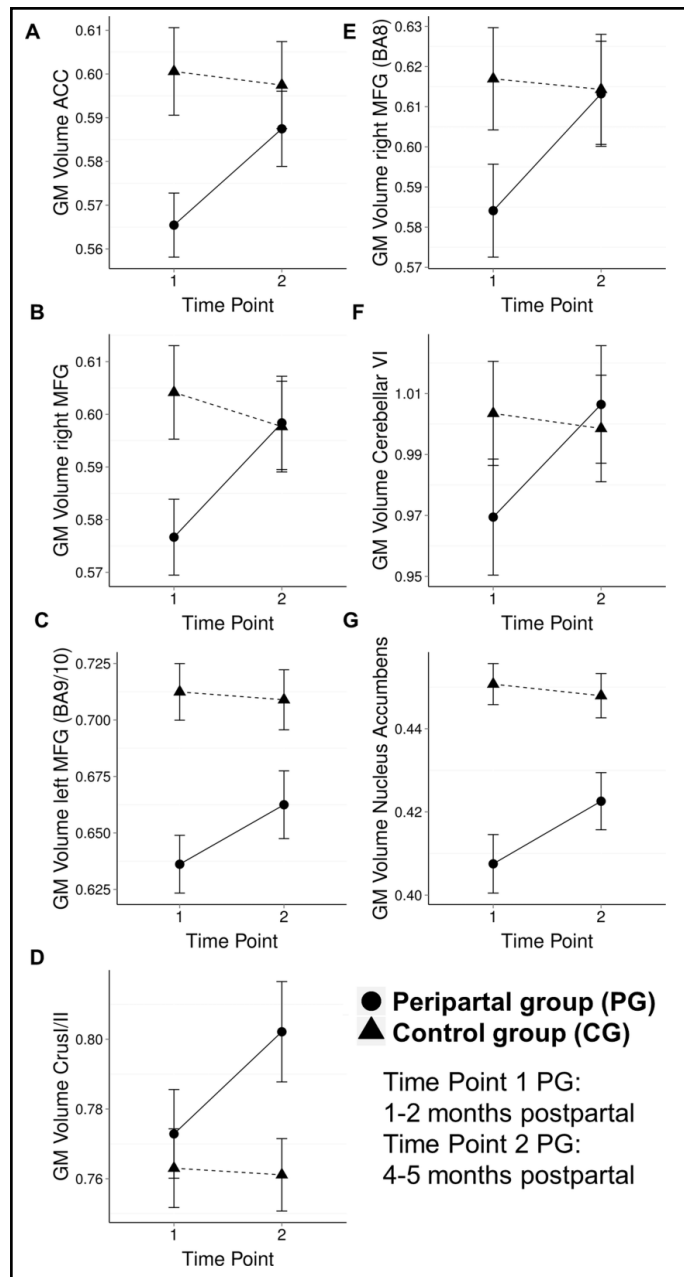 A
GM Volume ACC
0.61
0.60
0.59
0.58
0.57
0.56
1
2
Time Point
B
GM Volume right MFG
0.61
0.60
0.59
0.58
0.57
1
2
Time Point
C
GM Volume left MFG (BA9/10)
0.725
0.700
0.675
0.650
0.625
1
2
Time Point
D
GM Volume CrusI/II
0.80
0.78
0.76
1
2
Time Point
E
GM Volume right MFG (BA8)
0.63
0.62
0.61
0.60
0.59
0.58
0.57
1
2
Time Point
F
GM Volume Cerebellar VI
1.01
0.99
0.97
0.95
1
2
Time Point
G
GM Volume Nucleus Accumbens
0.44
0.42
0.40
1
2
Time Point
Peripartal group (PG)
Control group (CG)
Time Point 1 PG:
1-2 months postpartal
Time Point 2 PG:
4-5 months postpartal